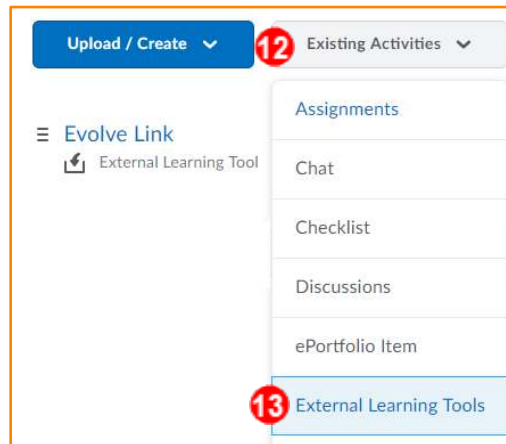 Upload / Create 12 Existing Activities
Assignments
Evolve Link
External Learning Tool
Chat
Checklist
Discussions
ePortfolio Item
13 External Learning Tools